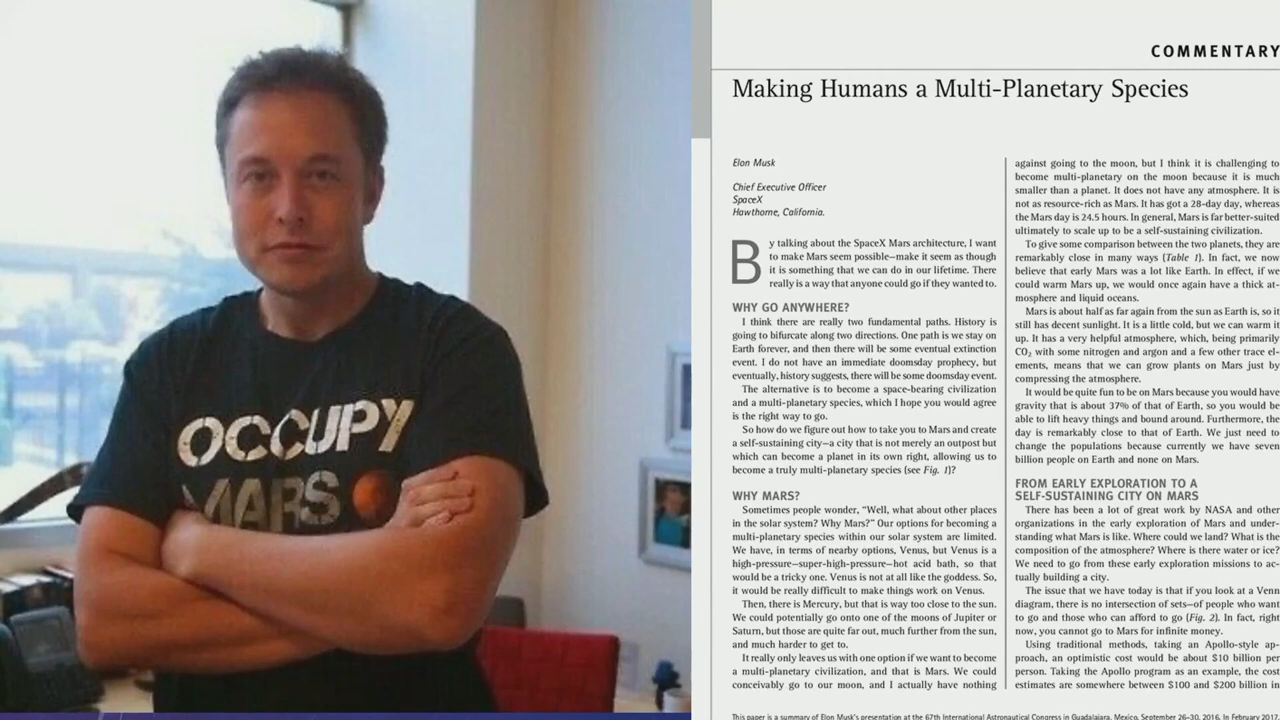 OCCUPY
MARS
COMMENTARY
Making Humans a Multi-Planetary Species
Elon Musk
Chief Executive Officer
SpaceX
Hawthorne, California.
By talking about the SpaceX Mars architecture, I want
to make Mars seem possible—make it seem as though
it is something that we can do in our lifetime. There
really is a way that anyone could go if they wanted to.
WHY GO ANYWHERE?
I think there are really two fundamental paths. History is
going to bifurcate along two directions. One path is we stay on
Earth forever, and then there will be some eventual extinction
event. I do not have an immediate doomsday prophecy, but
eventually, history suggests, there will be some doomsday event.
The alternative is to become a space-bearing civilization
and a multi-planetary species, which I hope you would agree
is the right way to go.
So how do we figure out how to take you to Mars and create
a self-sustaining city—a city that is not merely an outpost but
which can become a planet in its own right, allowing us to
become a truly multi-planetary species (see Fig. 1)?
WHY MARS?
Sometimes people wonder, “Well, what about other places
in the solar system? Why Mars?” Our options for becoming a
multi-planetary species within our solar system are limited.
We have, in terms of nearby options, Venus, but Venus is a
high-pressure—super-high-pressure—hot acid bath, so that
would be a tricky one. Venus is not at all like the goddess. So,
it would be really difficult to make things work on Venus.
Then, there is Mercury, but that is way too close to the sun.
We could potentially go onto one of the moons of Jupiter or
Saturn, but those are quite far out, much further from the sun,
and much harder to get to.
It really only leaves us with one option if we want to become
a multi-planetary civilization, and that is Mars. We could
conceivably go to our moon, and I actually have nothing
against going to the moon, but I think it is challenging to
become multi-planetary on the moon because it is much
smaller than a planet. It does not have any atmosphere. It is
not as resource-rich as Mars. It has got a 28-day day, whereas
the Mars day is 24.5 hours. In general, Mars is far better-suited
ultimately to scale up to be a self-sustaining civilization.
To give some comparison between the two planets, they are
remarkably close in many ways (Table 1). In fact, we now
believe that early Mars was a lot like Earth. In effect, if we
could warm Mars up, we would once again have a thick at-
mosphere and liquid oceans.
Mars is about half as far again from the sun as Earth is, so it
still has decent sunlight. It is a little cold, but we can warm it
up. It has a very helpful atmosphere, which, being primarily
CO₂ with some nitrogen and argon and a few other trace el-
ements, means that we can grow plants on Mars just by
compressing the atmosphere.
It would be quite fun to be on Mars because you would have
gravity that is about 37% of that of Earth, so you would be
able to lift heavy things and bound around. Furthermore, the
day is remarkably close to that of Earth. We just need to
change the populations because currently we have seven
billion people on Earth and none on Mars.
FROM EARLY EXPLORATION TO A
SELF-SUSTAINING CITY ON MARS
There has been a lot of great work by NASA and other
organizations in the early exploration of Mars and under-
standing what Mars is like. Where could we land? What is the
composition of the atmosphere? Where is there water or ice?
We need to go from these early exploration missions to ac-
tually building a city.
The issue that we have today is that if you look at a Venn
diagram, there is no intersection of sets—of people who want
to go and those who can afford to go (Fig. 2). In fact, right
now, you cannot go to Mars for infinite money.
Using traditional methods, taking an Apollo-style ap-
proach, an optimistic cost would be about $10 billion per
person. Taking the Apollo program as an example, the cost
estimates are somewhere between $100 and $200 billion in
This paper is a summary of Elon Musk's presentation at the 67th International Astronautical Congress in Guadalajara, Mexico, September 26–30, 2016. In February 2017,